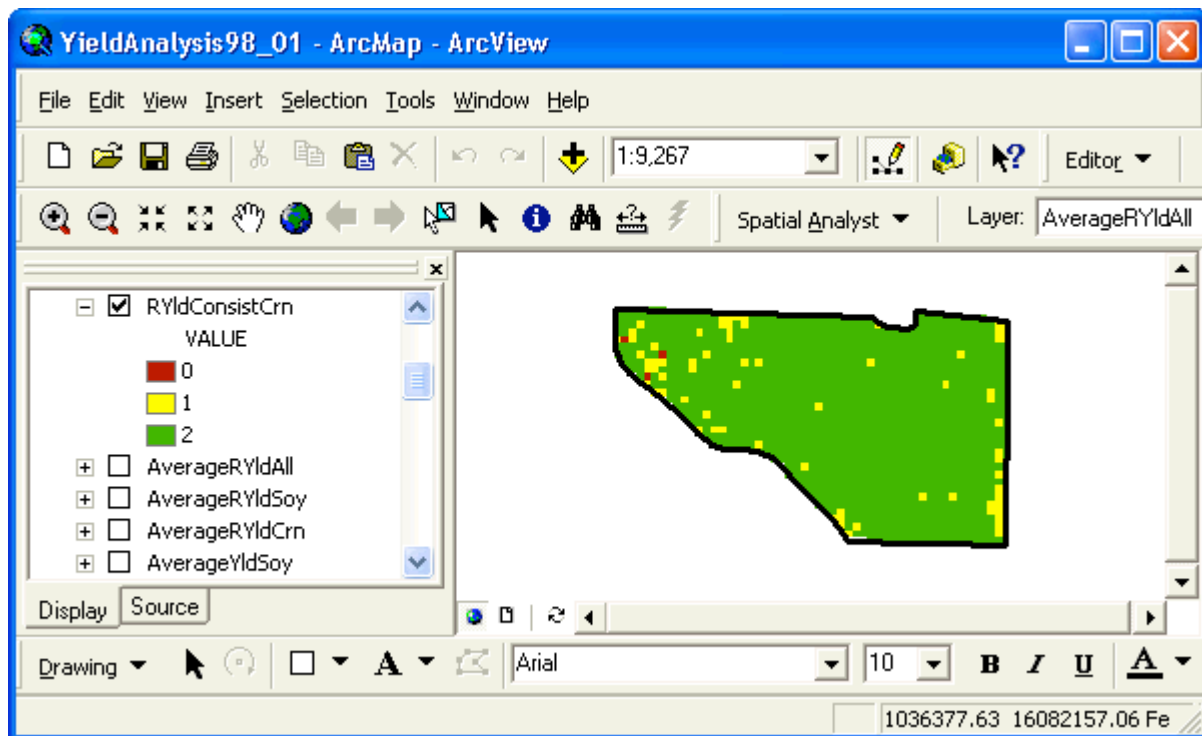 YieldAnalysis98_01 - ArcMap - ArcView
File Edit View Insert Selection Tools Window Help
1:9,267 Editor
Spatial Analyst Layer: AverageRYldAll
RYldConsistCrn
VALUE
0
1
2
AverageRYldAll
AverageRYldSoy
AverageRYldCrn
AverageYldSoy
Display Source
Drawing A Arial 10 B I U A
1036377.63 16082157.06 Fe